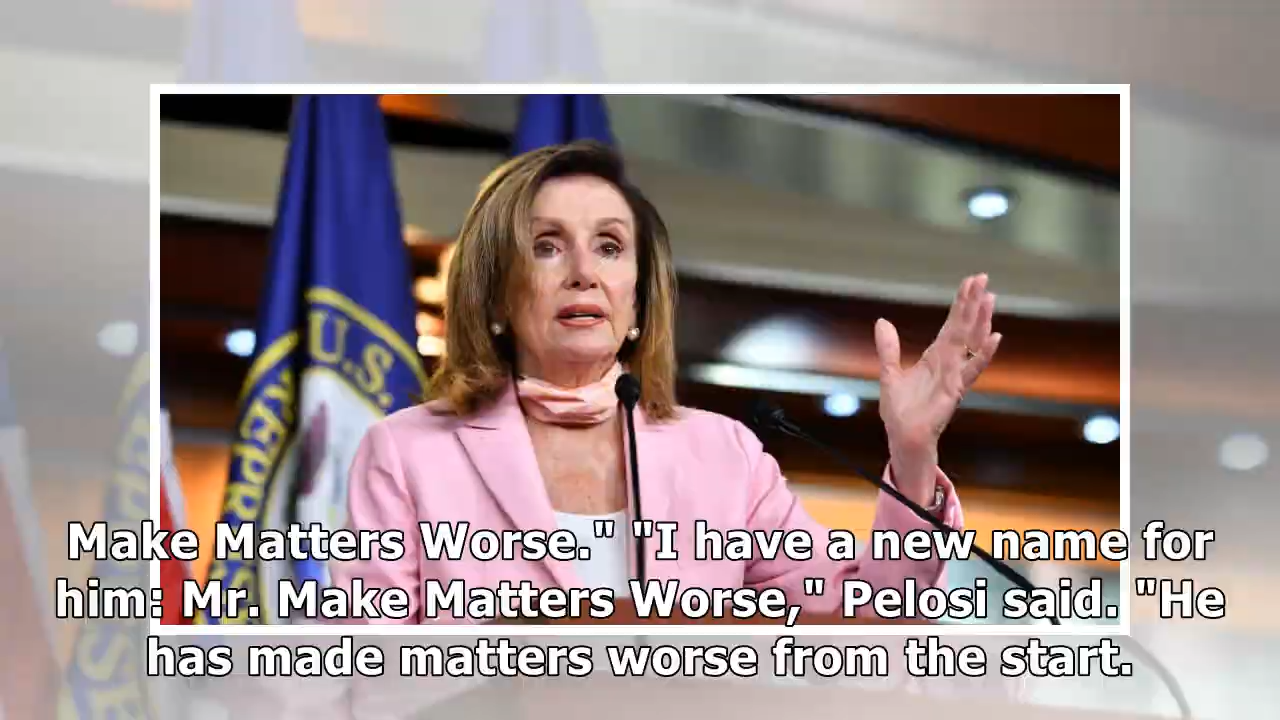 U.S.
REPRE
Make Matters Worse." "I have a new name for
him: Mr. Make Matters Worse," Pelosi said. "He
has made matters worse from the start.